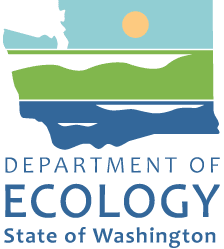 DEPARTMENT OF
ECOLOGY
State of Washington